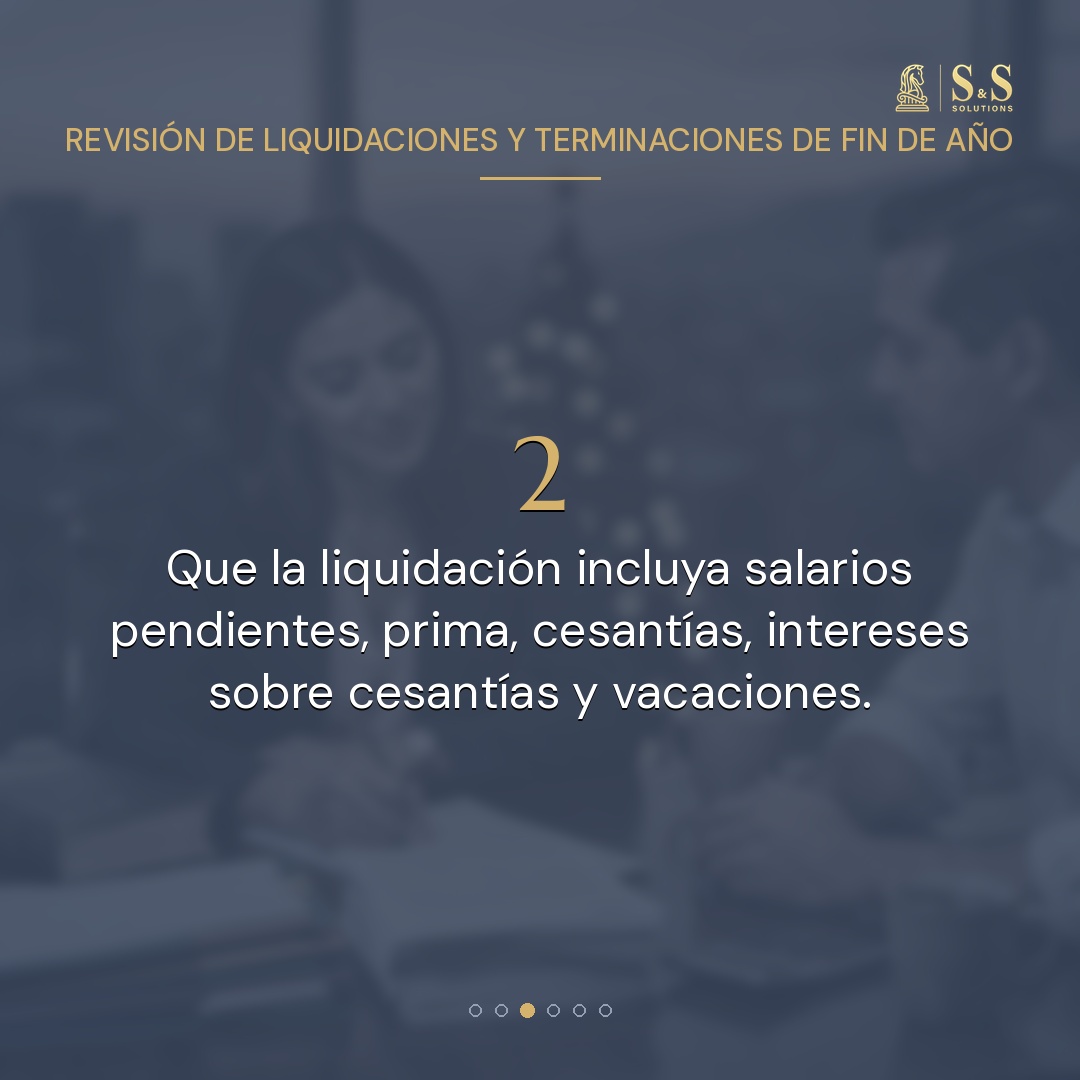 S&S
SOLUTIONS
REVISIÓN DE LIQUIDACIONES Y TERMINACIONES DE FIN DE AÑO
2
Que la liquidación incluya salarios
pendientes, prima, cesantías, intereses
sobre cesantías y vacaciones.